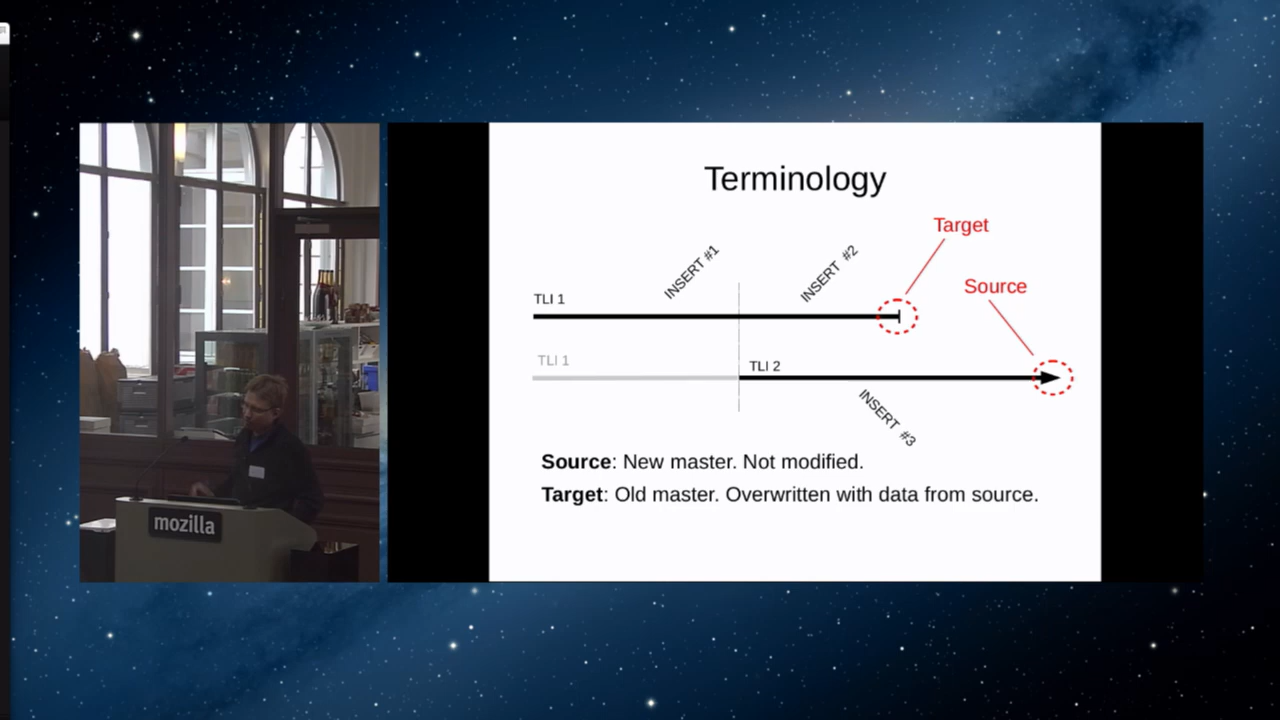 Terminology
Target
INSERT #1
INSERT #2
Source
TLI 1
TLI 1
TLI 2
INSERT #3
Source: New master. Not modified.
Target: Old master. Overwritten with data from source.
mozilla